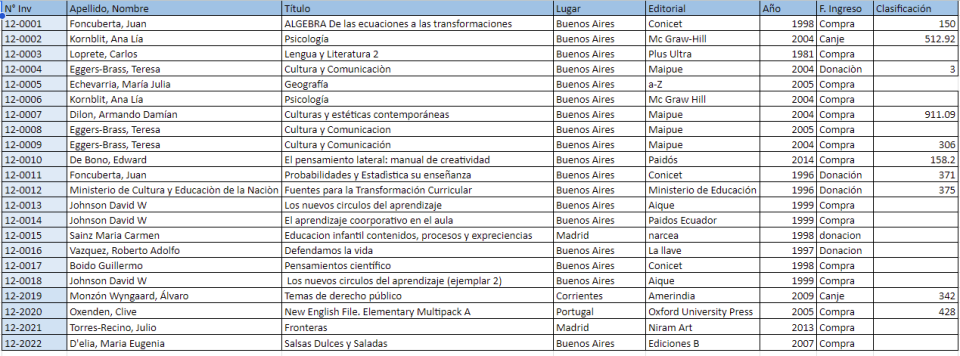 N° Inv Apellido, Nombre Título Lugar Editorial Año F. Ingreso Clasificación
12-0001 Foncuberta, Juan ALGEBRA De las ecuaciones a las transformaciones Buenos Aires Conicet 1998 Compra 150
12-0002 Kornblit, Ana Lía Psicología Buenos Aires Mc Graw-Hill 2004 Canje 512.92
12-0003 Loprete, Carlos Lengua y Literatura 2 Buenos Aires Plus Ultra 1981 Compra
12-0004 Eggers-Brass, Teresa Cultura y Comunicaciòn Buenos Aires Maipue 2004 Donaciòn 3
12-0005 Echevarria, María Julia Geografía Buenos Aires a-Z 2005 Compra
12-0006 Kornblit, Ana Lía Psicología Buenos Aires Mc Graw Hill 2004 Compra
12-0007 Dilon, Armando Damían Culturas y estéticas contemporáneas Buenos Aires Maipue 2004 Compra 911.09
12-0008 Eggers-Brass, Teresa Cultura y Comunicacion Buenos Aires Maipue 2005 Compra
12-0009 Eggers-Brass, Teresa Cultura y Comunicación Buenos Aires Maipue 2004 Compra 306
12-0010 De Bono, Edward El pensamiento lateral: manual de creatividad Buenos Aires Paidós 2014 Compra 158.2
12-0011 Foncuberta, Juan Probabilidades y Estadìstica su enseñanza Buenos Aires Conicet 1996 Donación 371
12-0012 Ministerio de Cultura y Educaciòn de la Naciòn Fuentes para la Transformación Curricular Buenos Aires Ministerio de Educación 1996 Donación 375
12-0013 Johnson David W Los nuevos circulos del aprendizaje Buenos Aires Aique 1999 Compra
12-0014 Johnson David W El aprendizaje coorporativo en el aula Buenos Aires Paidos Ecuador 1999 Compra
12-0015 Sainz Maria Carmen Educacion infantil contenidos, procesos y expreciencias Madrid narcea 1998 donacion
12-0016 Vazquez, Roberto Adolfo Defendamos la vida Buenos Aires La llave 1997 Donacion
12-0017 Boido Guillermo Pensamientos científico Buenos Aires Conicet 1998 Compra
12-0018 Johnson David W Los nuevos circulos del aprendizaje (ejemplar 2) Buenos Aires Aique 1999 Compra
12-2019 Monzón Wyngaard, Álvaro Temas de derecho público Corrientes Amerindia 2009 Canje 342
12-2020 Oxenden, Clive New English File. Elementary Multipack A Portugal Oxford University Press 2005 Compra 428
12-2021 Torres-Recino, Julio Fronteras Madrid Niram Art 2013 Compra
12-2022 D'elia, Maria Eugenia Salsas Dulces y Saladas Buenos Aires Ediciones B 2007 Compra